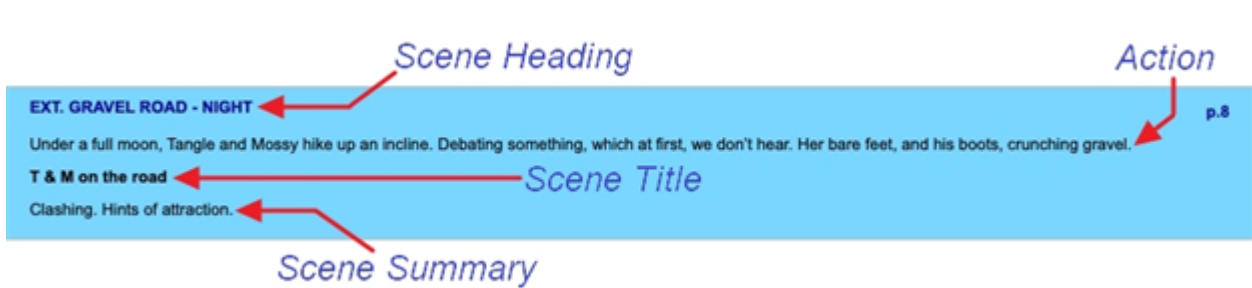 Scene Heading
Action
EXT. GRAVEL ROAD - NIGHT
p.8
Under a full moon, Tangle and Mossy hike up an incline. Debating something, which at first, we don't hear. Her bare feet, and his boots, crunching gravel.
T & M on the road
Scene Title
Clashing. Hints of attraction.
Scene Summary